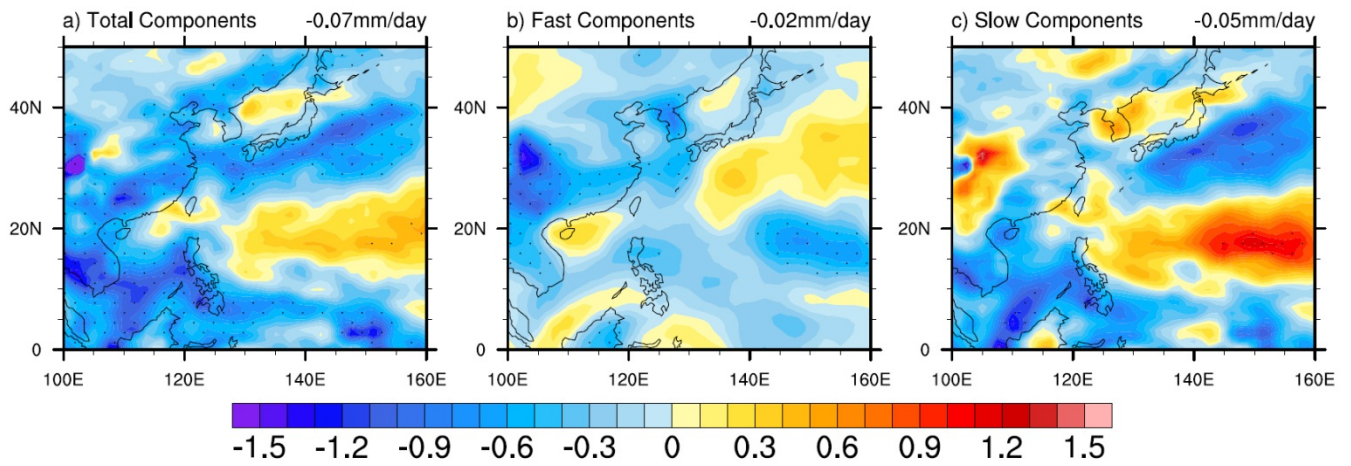 a) Total Components -0.07mm/day b) Fast Components -0.02mm/day c) Slow Components -0.05mm/day
40N 40N 40N
20N 20N 20N
0 0 0
100E 120E 140E 160E 100E 120E 140E 160E 100E 120E 140E 160E
-1.5 -1.2 -0.9 -0.6 -0.3 0 0.3 0.6 0.9 1.2 1.5